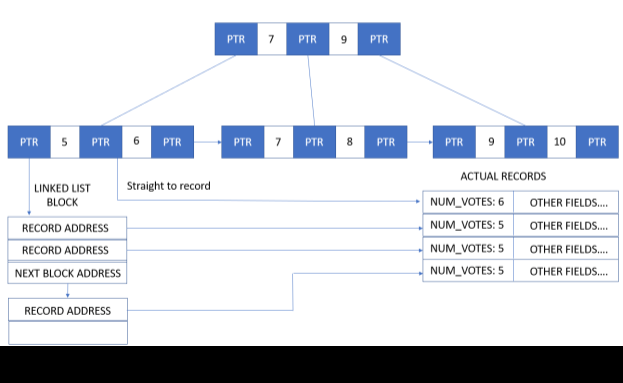 PTR 7 PTR 9 PTR
PTR 5 PTR 6 PTR
PTR 7 PTR 8 PTR
PTR 9 PTR 10 PTR
LINKED LIST
BLOCK
Straight to record
ACTUAL RECORDS
NUM_VOTES: 6 OTHER FIELDS....
NUM_VOTES: 5 OTHER FIELDS....
NUM_VOTES: 5 OTHER FIELDS....
NUM_VOTES: 5 OTHER FIELDS....
RECORD ADDRESS
RECORD ADDRESS
NEXT BLOCK ADDRESS
RECORD ADDRESS